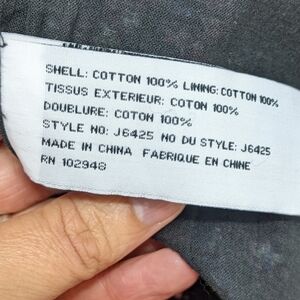 SHELL: COTTON 100% LINING: COTTON 100%
TISSUS EXTERIEUR: COTON 100%
DOUBLURE: COTON 100%
STYLE NO: J6425 NO DU STYLE: J6425
MADE IN CHINA FABRIQUE EN CHINE
RN 102948